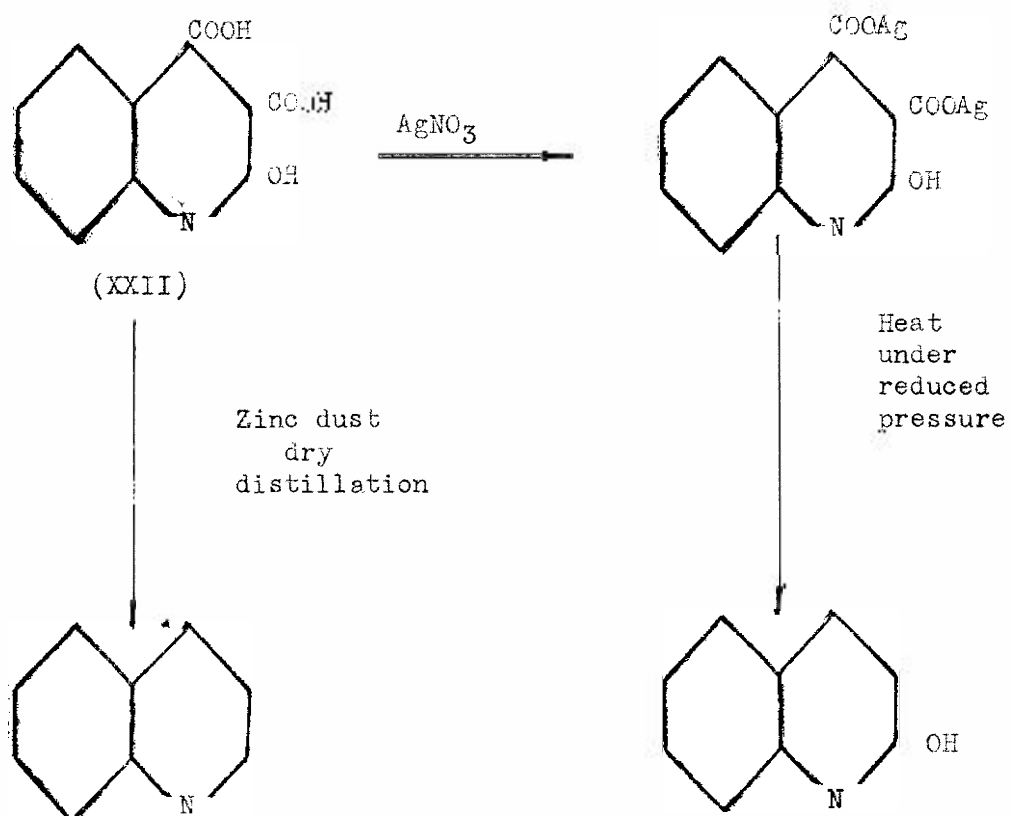 COOH
COOH
OH
N
(XXII)
AgNO3
COOAg
COOAg
OH
N
Zinc dust
dry
distillation
Heat
under
reduced
pressure
N
OH
N